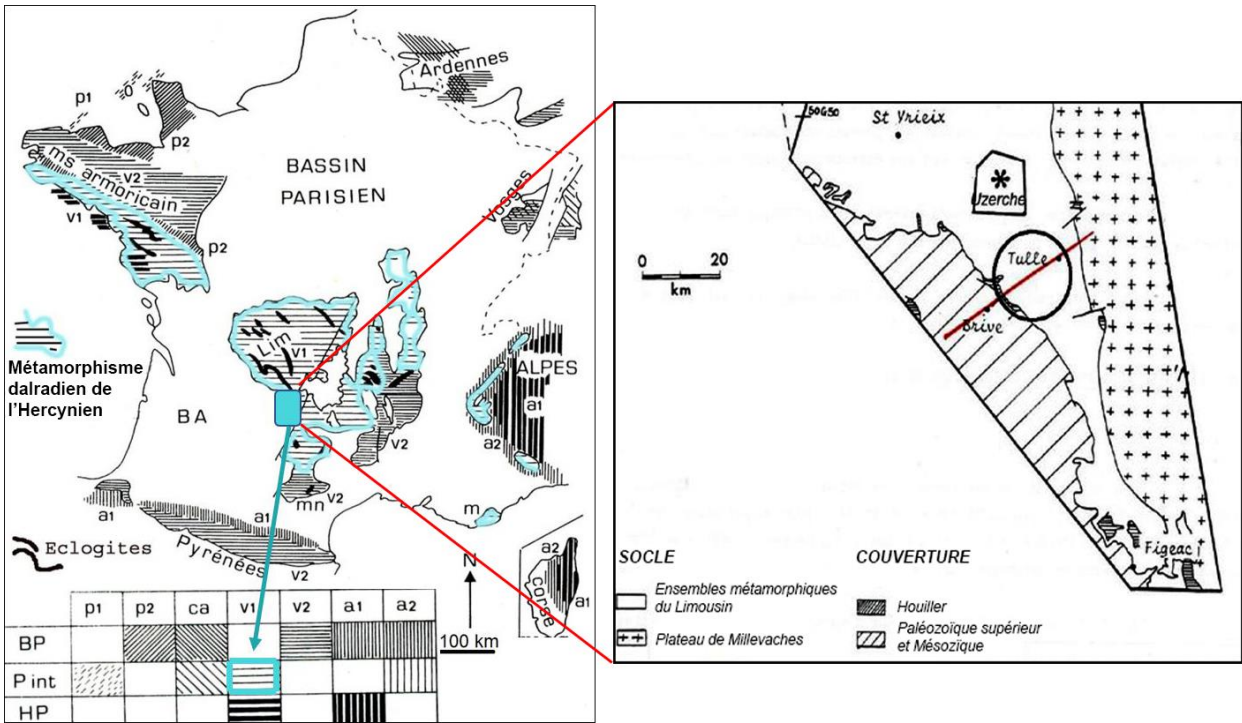 Ardennes
p1
p2
BASSIN
PARISIEN
ms armoricain
v2
v1
p2
Vosges
Métamorphisme
dalradien de
l'Hercynien
Lim
v1
ALPES
a1
a2
BA
v2
mn
v2
m
a1
a1
Pyrénées
v2
Eclogites
N
100 km
a2
corse
a1
p1 p2 ca v1 v2 a1 a2
BP
P int
HP
50G50
St Yrieix
Uzerche
Tulle
Brive
0 20
km
Figeac
SOCLE
Ensembles métamorphiques
du Limousin
Plateau de Millevaches
COUVERTURE
Houiller
Paléozoïque supérieur
et Mésozïque